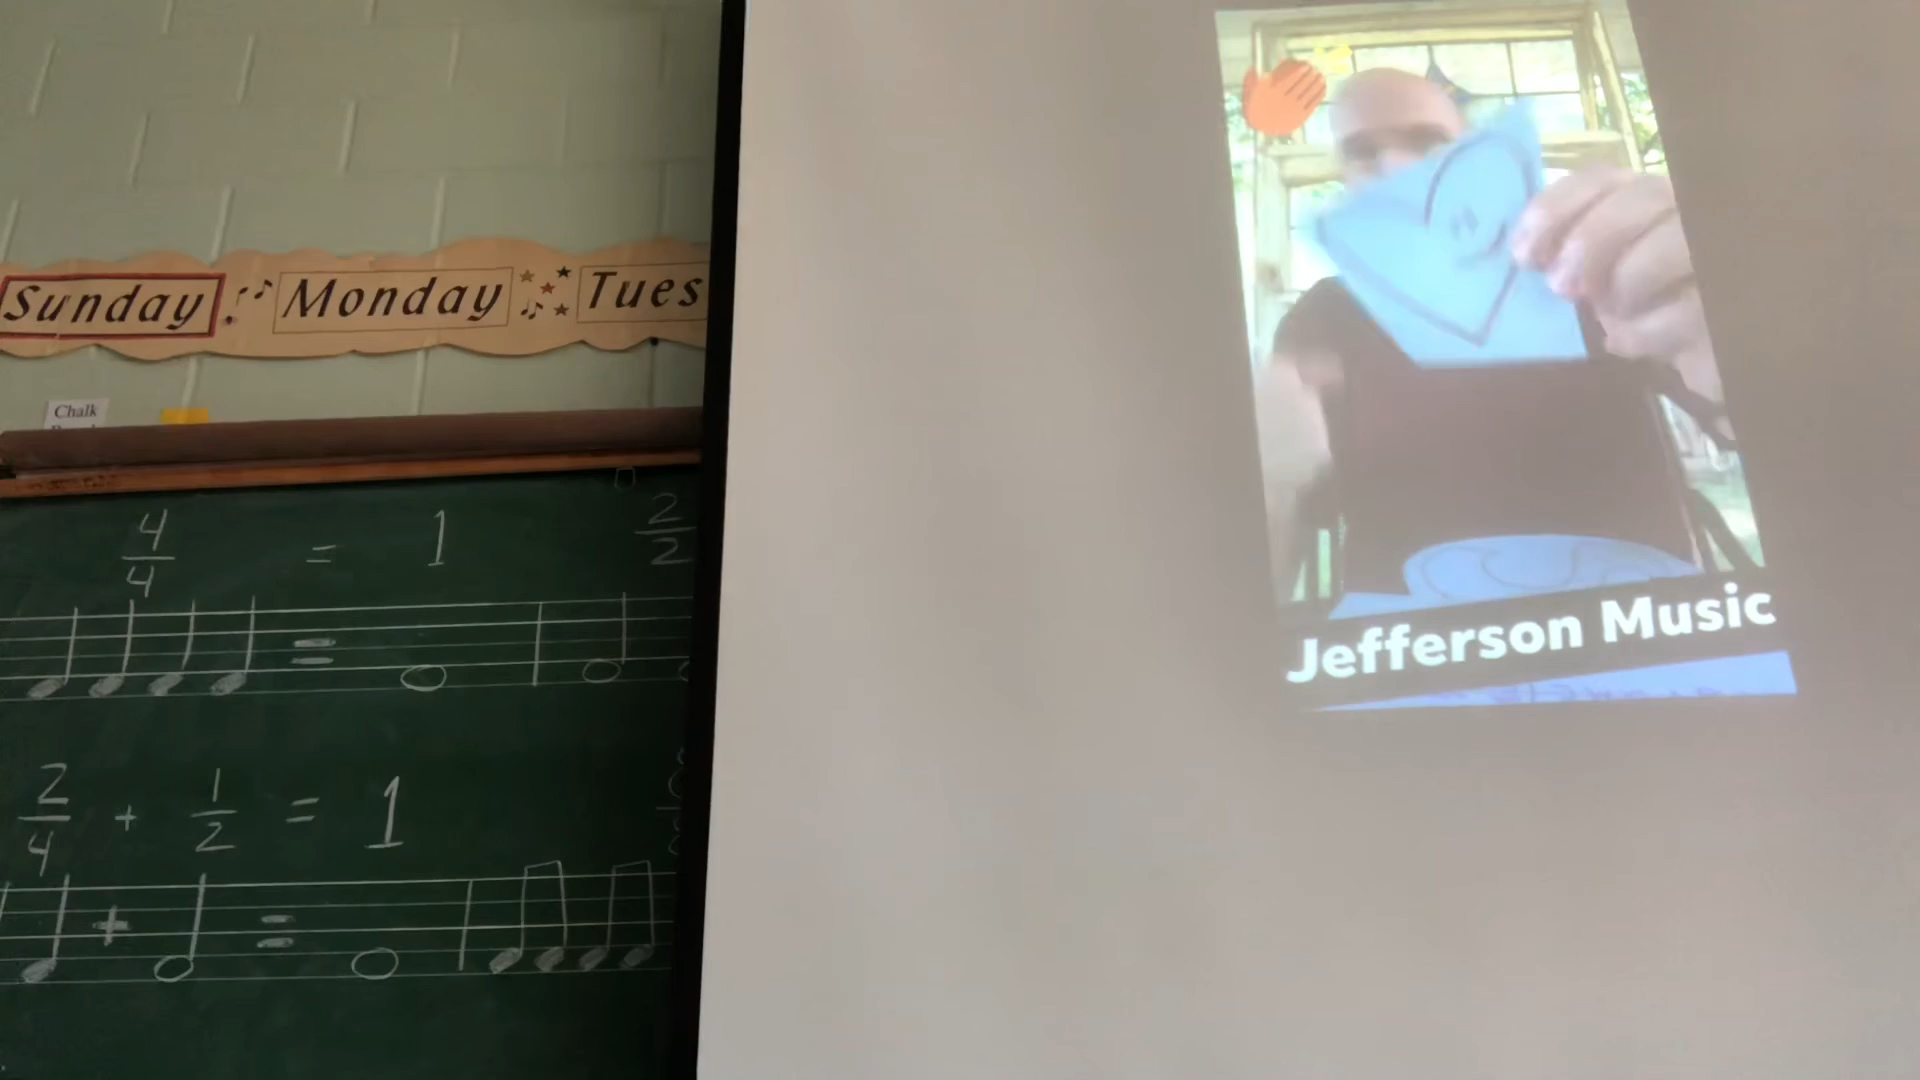 Sunday Monday Tues
Chalk
4/4 = 1 2/2
2/4 + 1/2 = 1
Jefferson Music